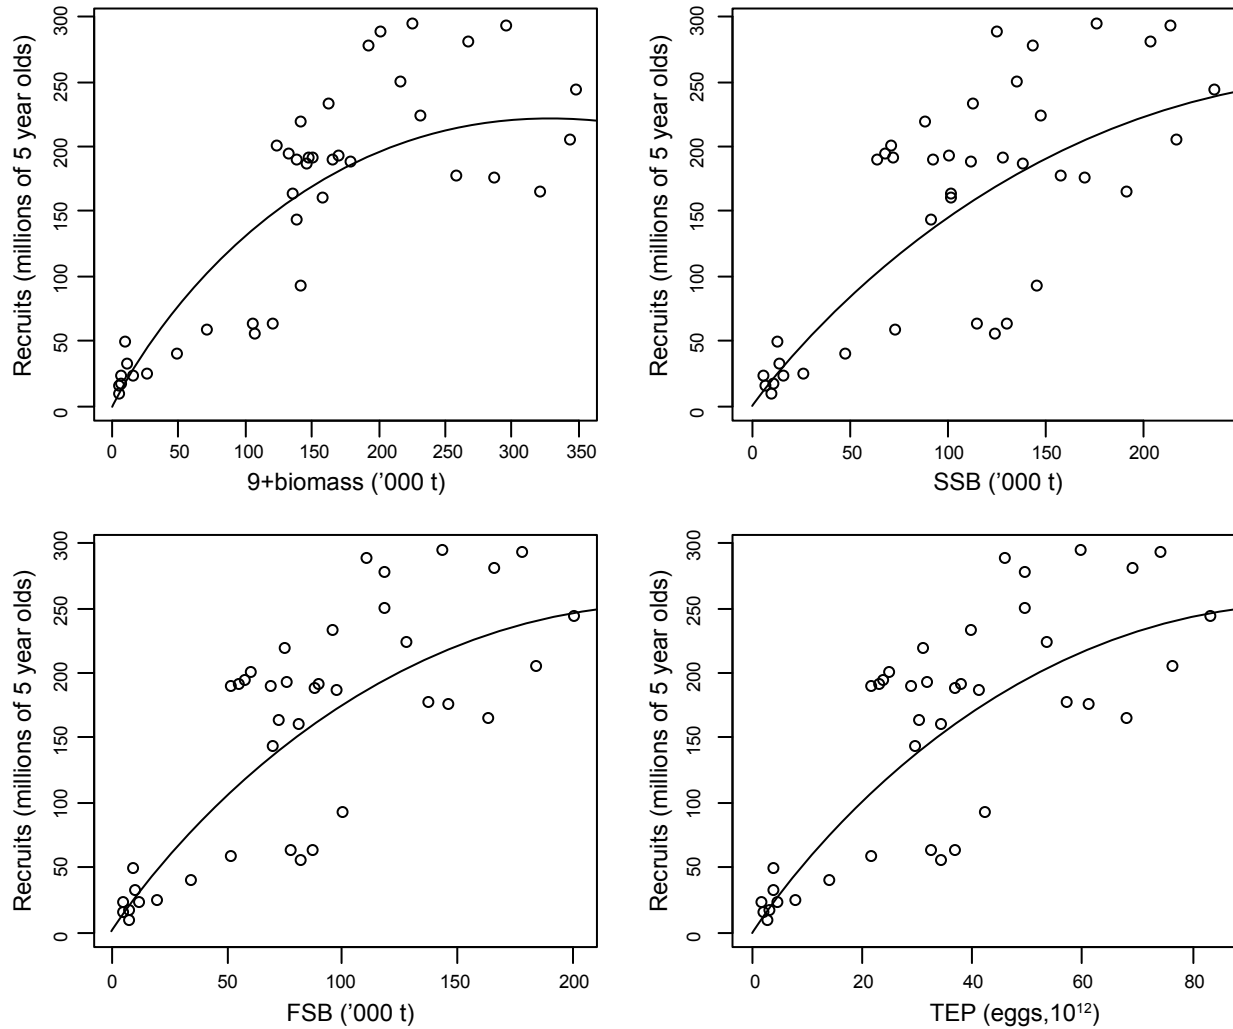 Recruits (millions of 5 year olds)
300
250
200
150
100
50
0
0 50 100 150 200 250 300 350
9+biomass ('000 t)
Recruits (millions of 5 year olds)
300
250
200
150
100
50
0
0 50 100 150 200
SSB ('000 t)
Recruits (millions of 5 year olds)
300
250
200
150
100
50
0
0 50 100 150 200
FSB ('000 t)
Recruits (millions of 5 year olds)
300
250
200
150
100
50
0
0 20 40 60 80
TEP (eggs,10¹²)